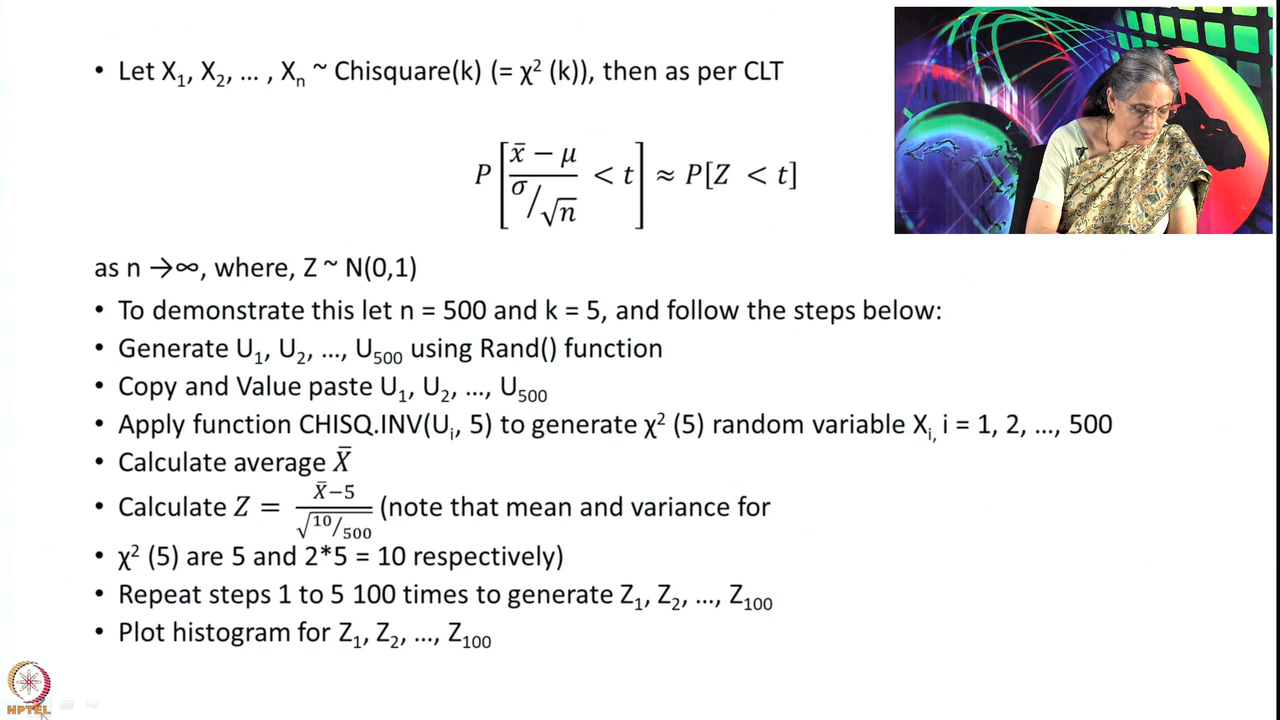 • Let X₁, X₂, ... , Xₙ ~ Chisquare(k) (= χ² (k)), then as per CLT
P[(x̄ − μ)/(σ/√n) < t] ≈ P[Z < t]
as n →∞, where, Z ~ N(0,1)
• To demonstrate this let n = 500 and k = 5, and follow the steps below:
• Generate U₁, U₂, ..., U₅₀₀ using Rand() function
• Copy and Value paste U₁, U₂, ..., U₅₀₀
• Apply function CHISQ.INV(Uᵢ, 5) to generate χ² (5) random variable Xᵢ, i = 1, 2, ..., 500
• Calculate average X̄
• Calculate Z = (X̄−5)/√(10/500) (note that mean and variance for
• χ² (5) are 5 and 2*5 = 10 respectively)
• Repeat steps 1 to 5 100 times to generate Z₁, Z₂, ..., Z₁₀₀
• Plot histogram for Z₁, Z₂, ..., Z₁₀₀
NPTEL